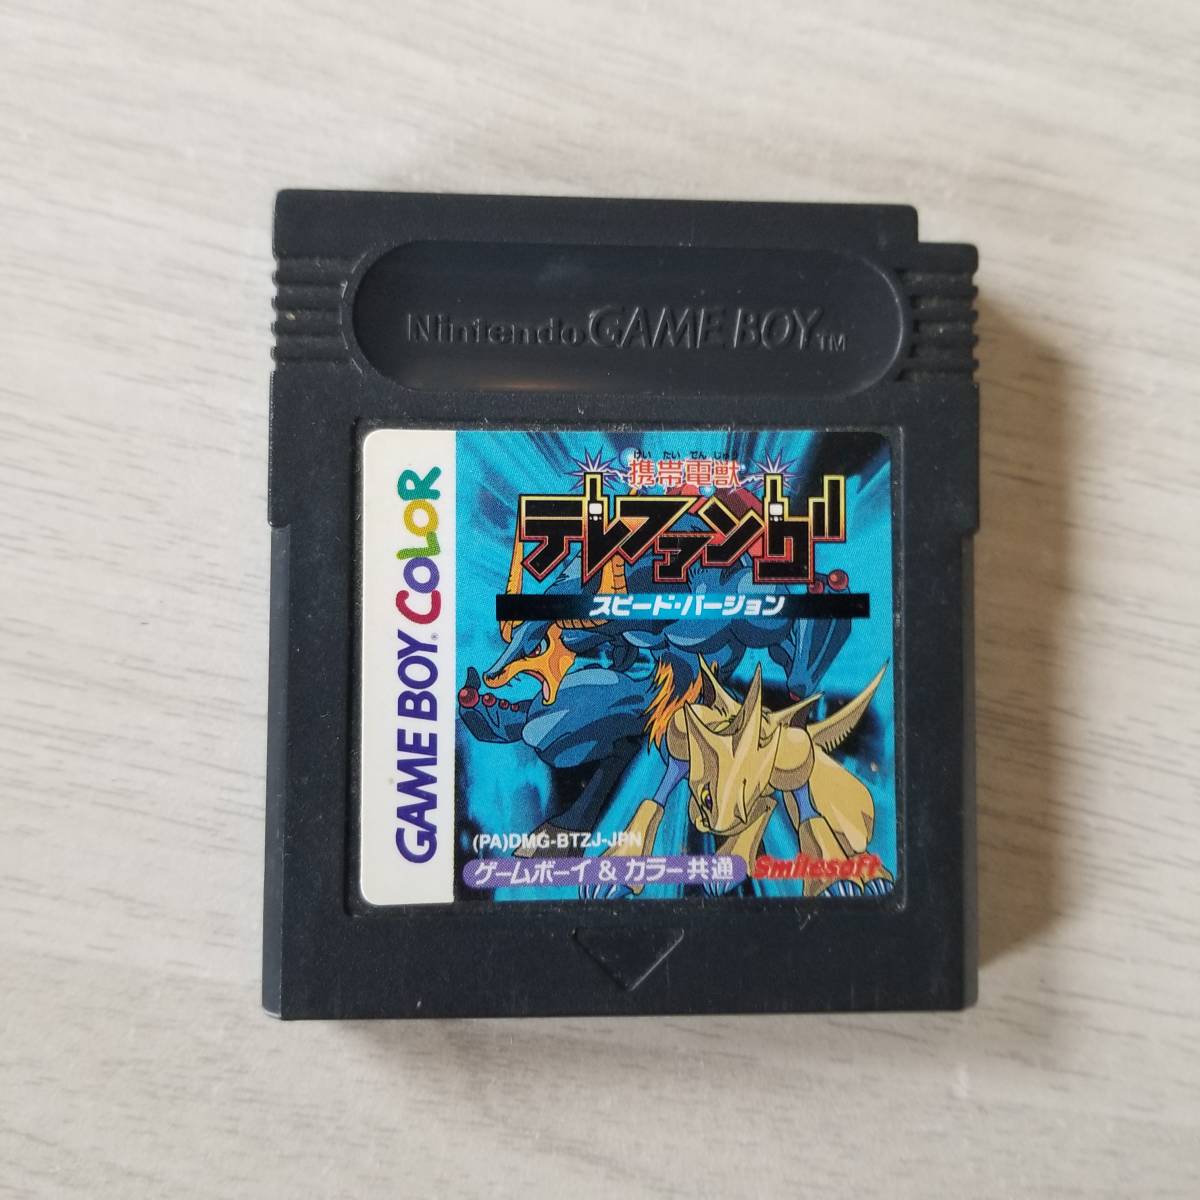 Nintendo GAME BOY TM
GAME BOY COLOR
けい たい でん じゅう
携帯電獣
テレファング
スピード・バージョン
(PA)DMG-BTZJ-JPN
ゲームボーイ & カラー共通
Smilesoft